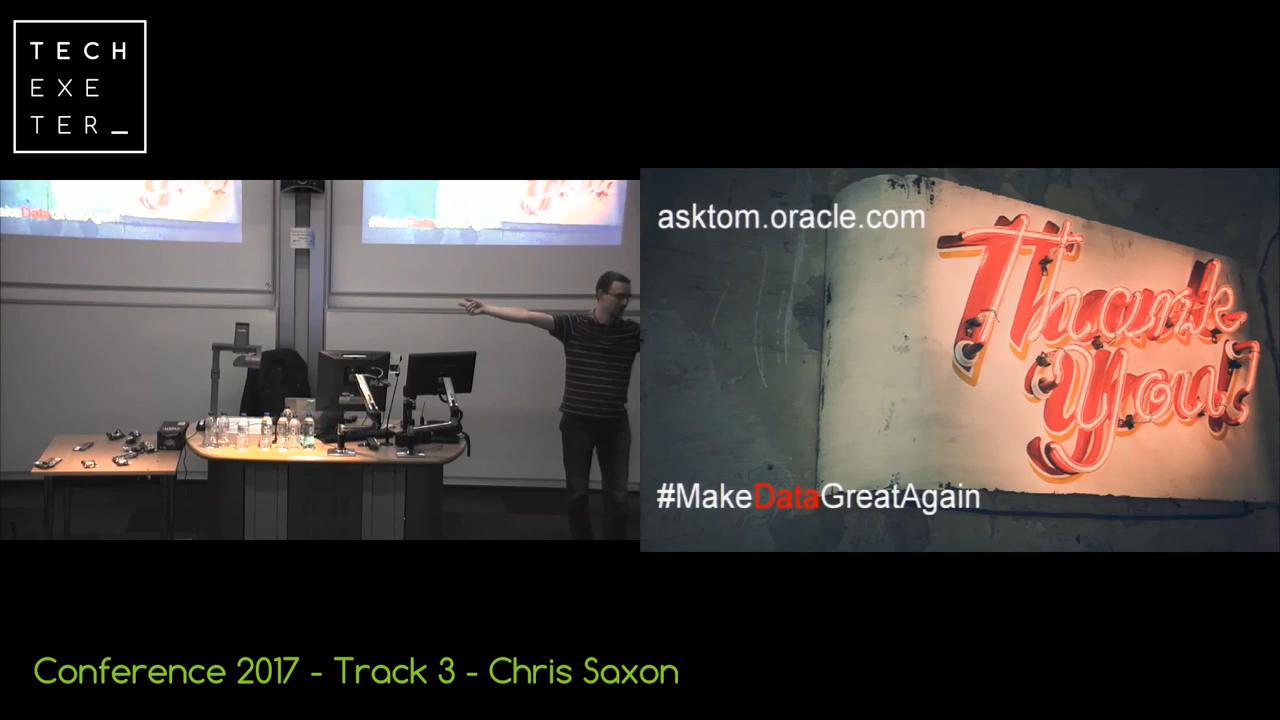 TECH
EXE
TER_
asktom.oracle.com
Thank
You!
#MakeDataGreatAgain
Conference 2017 - Track 3 - Chris Saxon